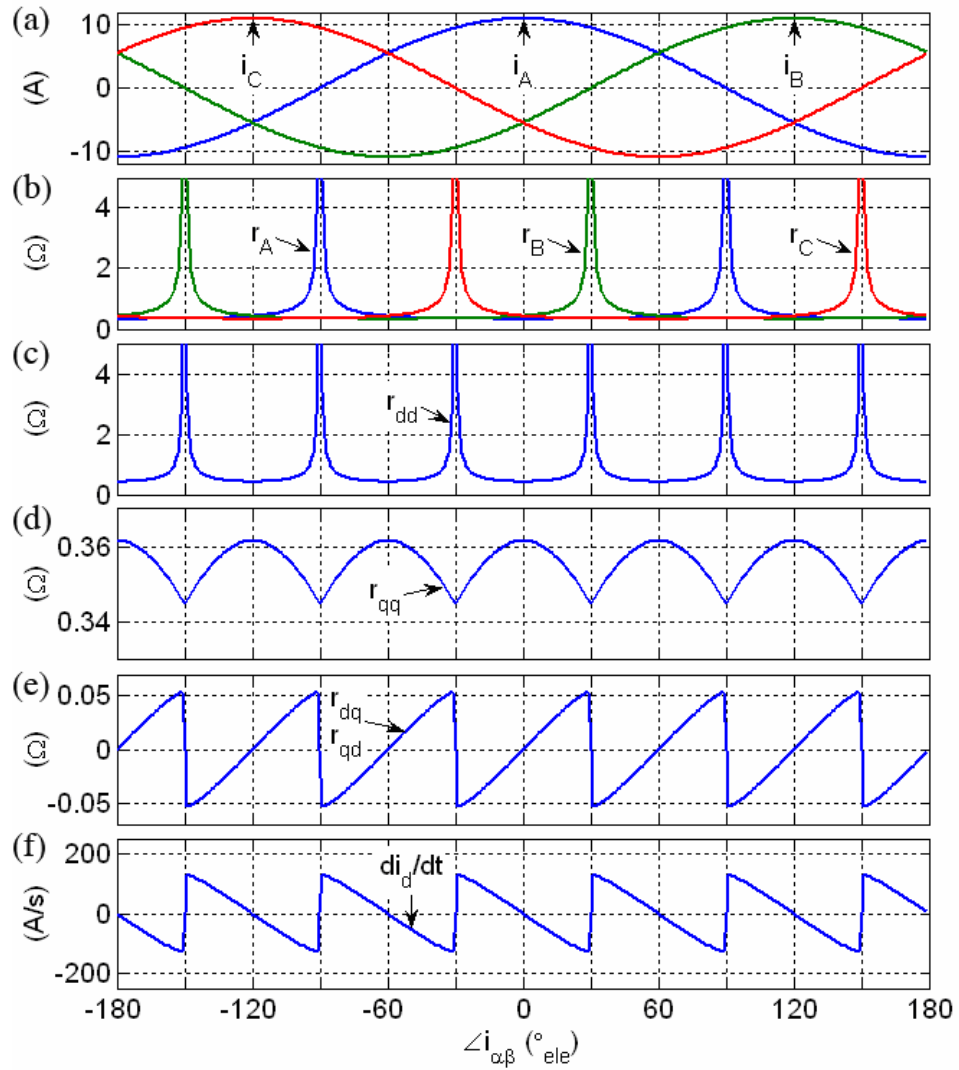 (a)
10
0
-10
(A)
i_C
i_A
i_B
(b)
4
2
0
(Ω)
r_A
r_B
r_C
(c)
4
2
0
(Ω)
r_dd
(d)
0.36
0.34
(Ω)
r_qq
(e)
0.05
0
-0.05
(Ω)
r_dq
r_qd
(f)
200
0
-200
(A/s)
di_d/dt
-180 -120 -60 0 60 120 180
∠i_αβ (°_ele)